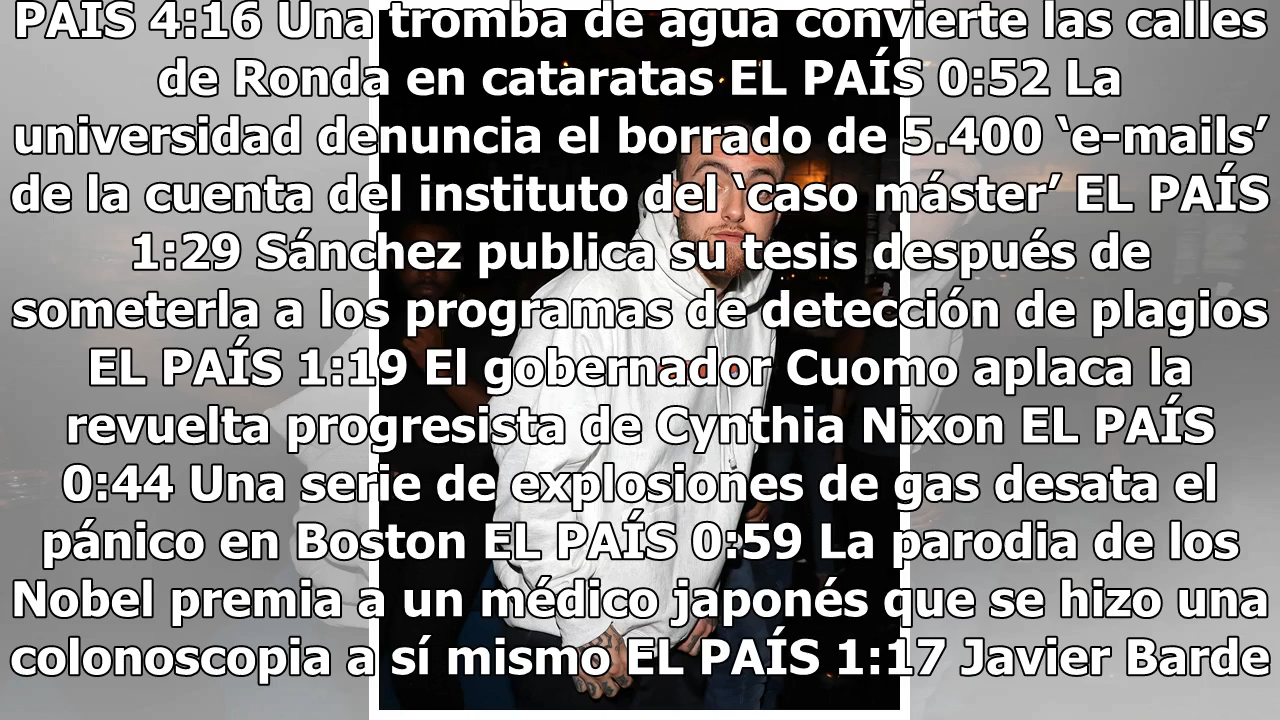 PAÍS 4:16 Una tromba de agua convierte las calles
de Ronda en cataratas EL PAÍS 0:52 La
universidad denuncia el borrado de 5.400 ‘e-mails’
de la cuenta del instituto del ‘caso máster’ EL PAÍS
1:29 Sánchez publica su tesis después de
someterla a los programas de detección de plagios
EL PAÍS 1:19 El gobernador Cuomo aplaca la
revuelta progresista de Cynthia Nixon EL PAÍS
0:44 Una serie de explosiones de gas desata el
pánico en Boston EL PAÍS 0:59 La parodia de los
Nobel premia a un médico japonés que se hizo una
colonoscopia a sí mismo EL PAÍS 1:17 Javier Barde